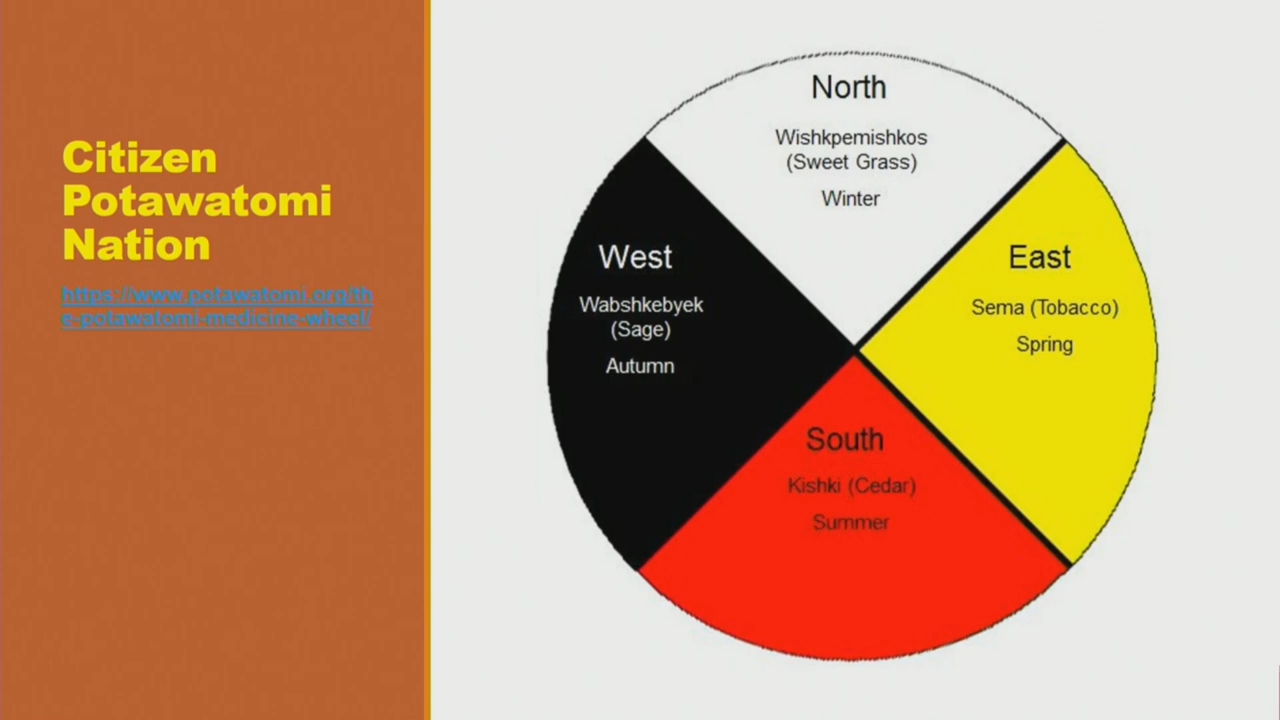 Citizen
Potawatomi
Nation
https://www.potawatomi.org/th
e-potawatomi-medicine-wheel/
North
Wishkpemishkos
(Sweet Grass)
Winter
West
Wabshkebyek
(Sage)
Autumn
East
Sema (Tobacco)
Spring
South
Kishki (Cedar)
Summer